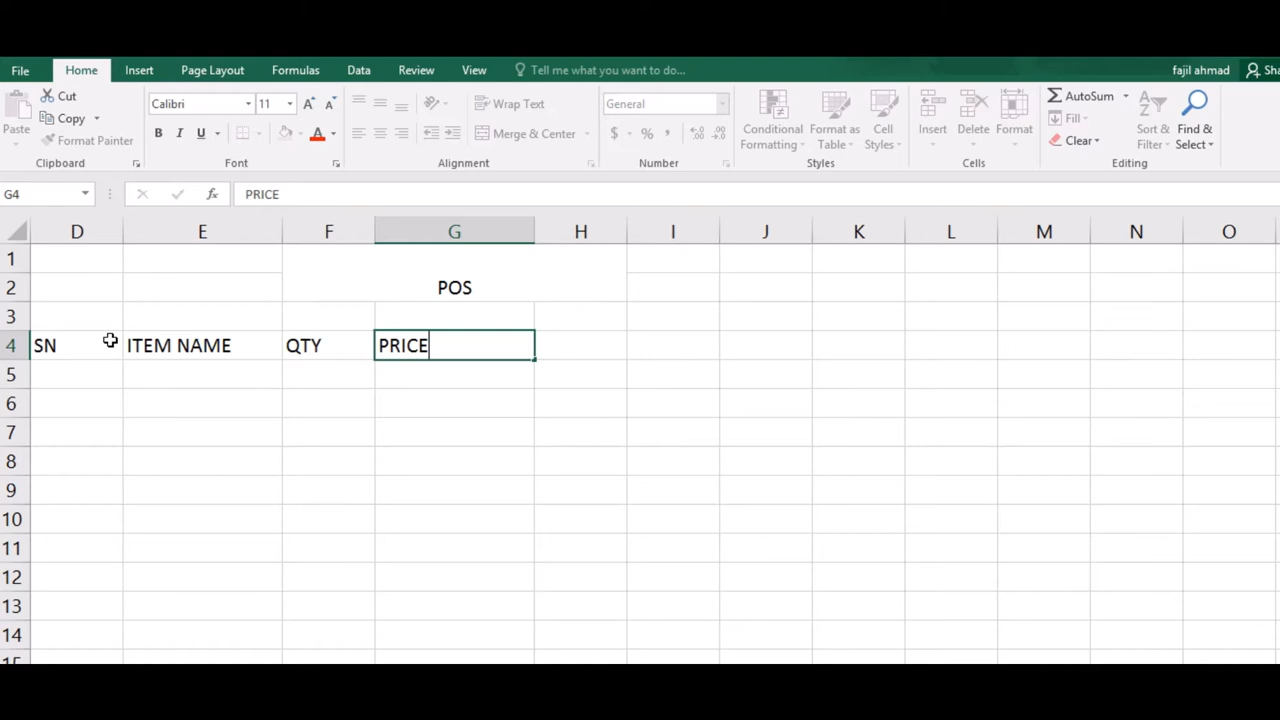 File Home Insert Page Layout Formulas Data Review View Tell me what you want to do... fajil ahmad Sha
Paste
Cut
Copy
Format Painter
Clipboard
Calibri 11 A A
B I U A
Font
Wrap Text
Merge & Center
Alignment
General
$ % ,
Number
Conditional Formatting
Format as Table
Cell Styles
Styles
Insert Delete Format
Cells
AutoSum
Fill
Clear
Sort & Filter
Find & Select
Editing
G4 fx PRICE
D E F G H I J K L M N O
1
2 POS
3
4 SN ITEM NAME QTY PRICE
5
6
7
8
9
10
11
12
13
14
15